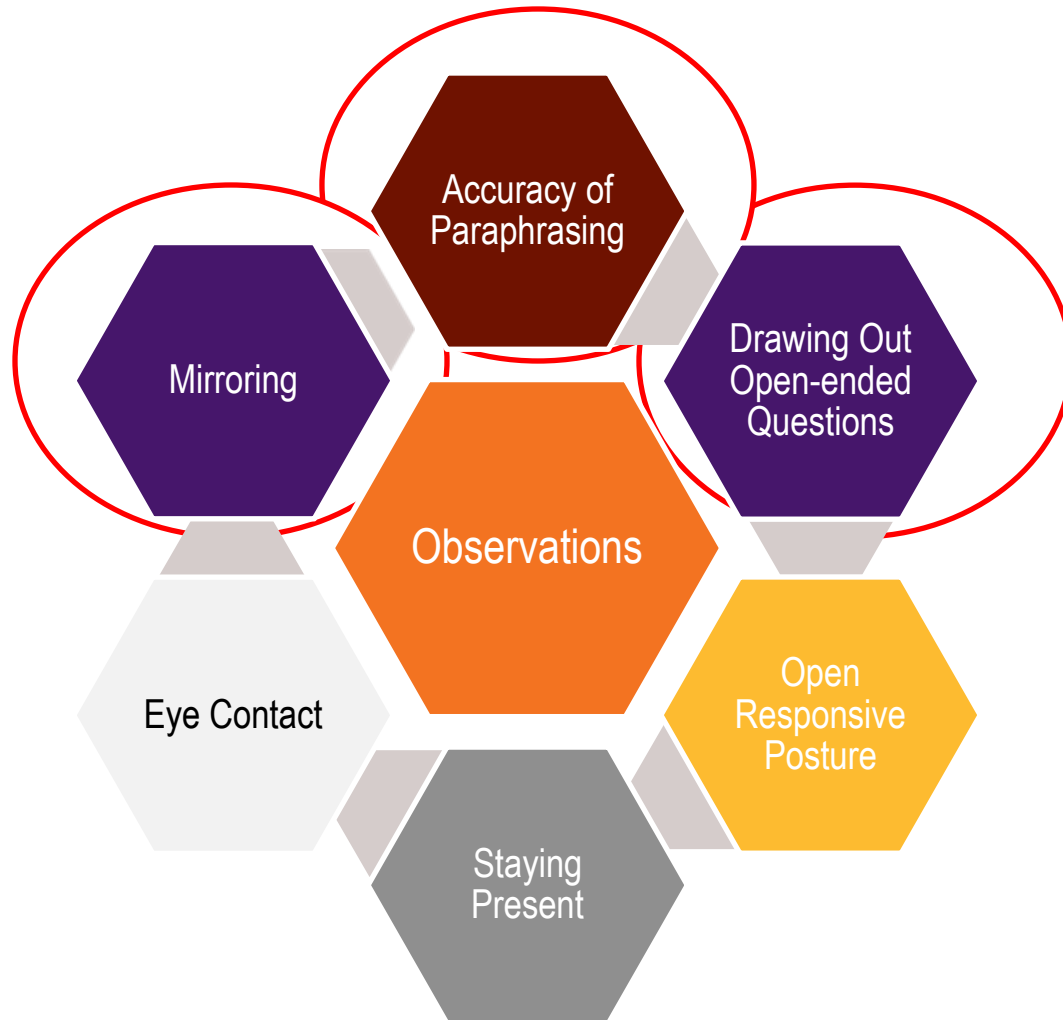 Accuracy of
Paraphrasing
Mirroring
Drawing Out
Open-ended
Questions
Observations
Eye Contact
Open
Responsive
Posture
Staying
Present